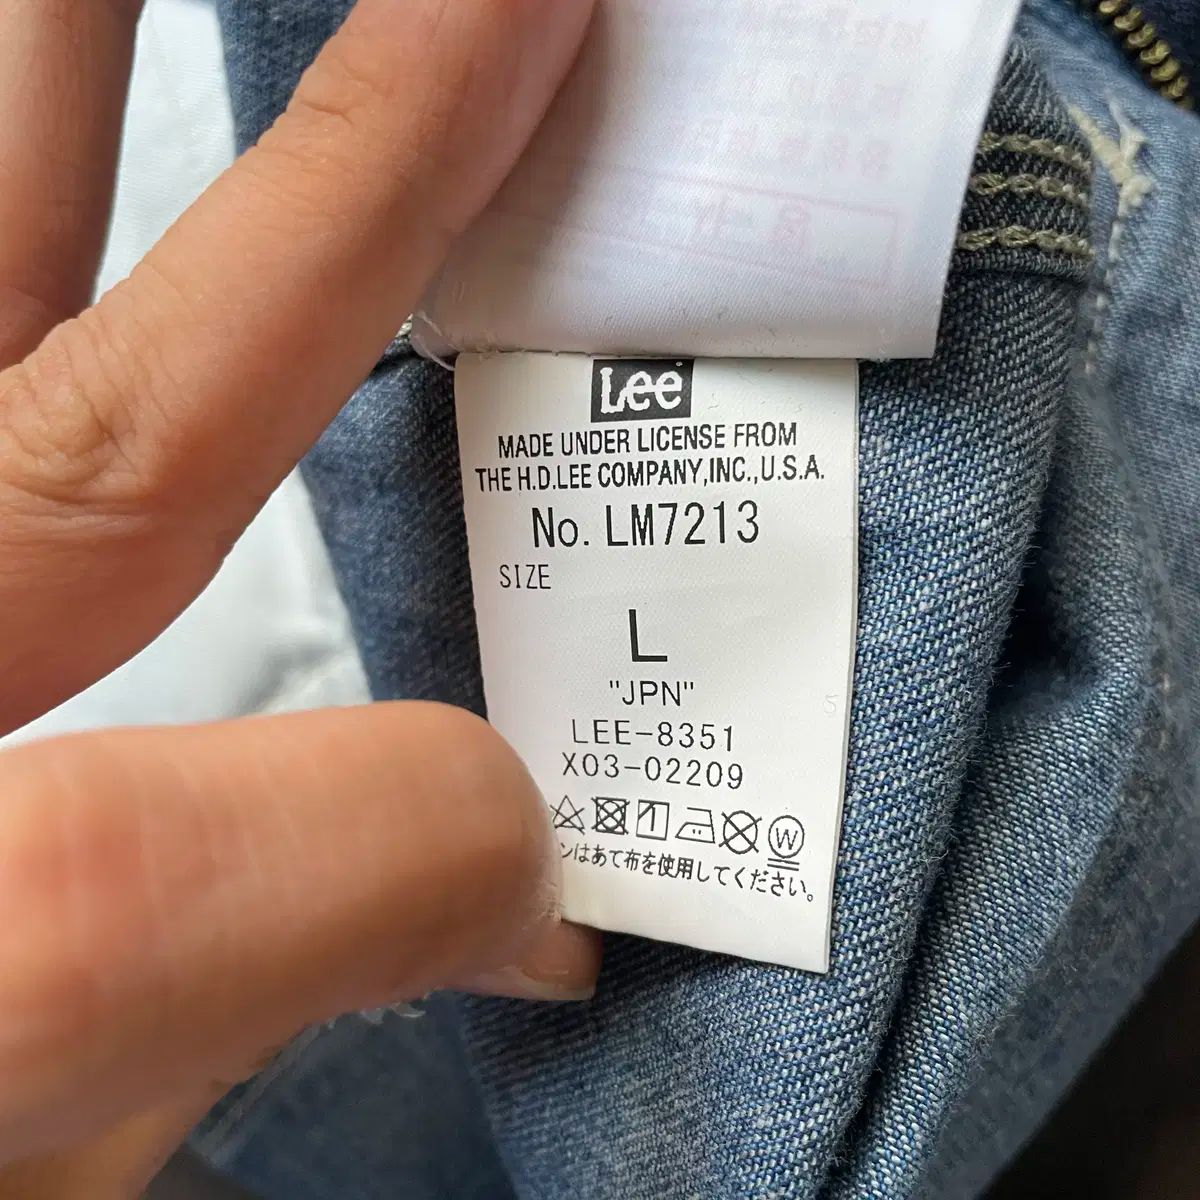 Lee
MADE UNDER LICENSE FROM
THE H.D.LEE COMPANY,INC.,U.S.A.
No. LM7213
SIZE
L
"JPN"
LEE-8351
X03-02209
W
ンはあて布を使用してください。